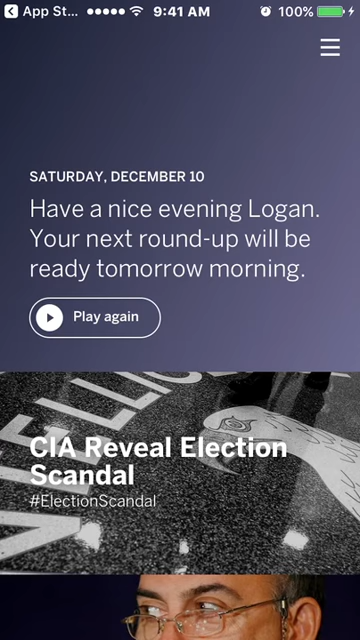 App St... 9:41 AM 100%
SATURDAY, DECEMBER 10
Have a nice evening Logan.
Your next round-up will be
ready tomorrow morning.
Play again
CIA Reveal Election
Scandal
#ElectionScandal